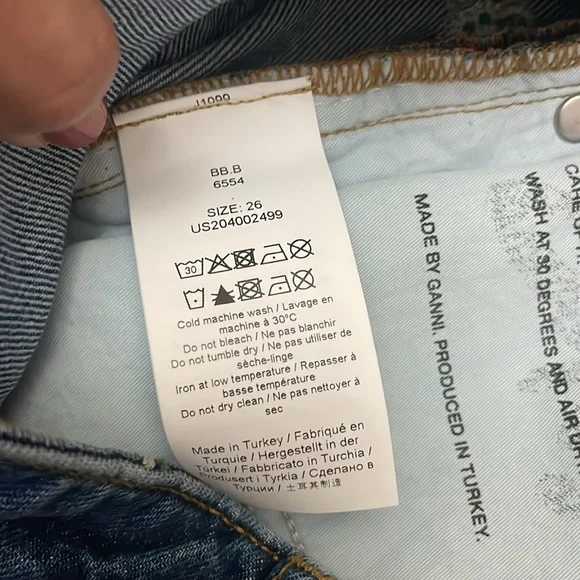 J1099
BB.B
6554
SIZE: 26
US204002499
30
Cold machine wash / Lavage en
machine à 30°C
Do not bleach / Ne pas blanchir
Do not tumble dry / Ne pas utiliser de
sèche-linge
Iron at low temperature / Repasser à
basse température
Do not dry clean / Ne pas nettoyer à
sec
Made in Turkey / Fabriqué en
Turquie / Hergestellt in der
Türkei / Fabbricato in Turchia /
Produsert i Tyrkia / Сделано в
Турции / 土耳其制造
MADE BY GANNI. PRODUCED IN TURKEY.
WASH AT 30 DEGREES AND AIR